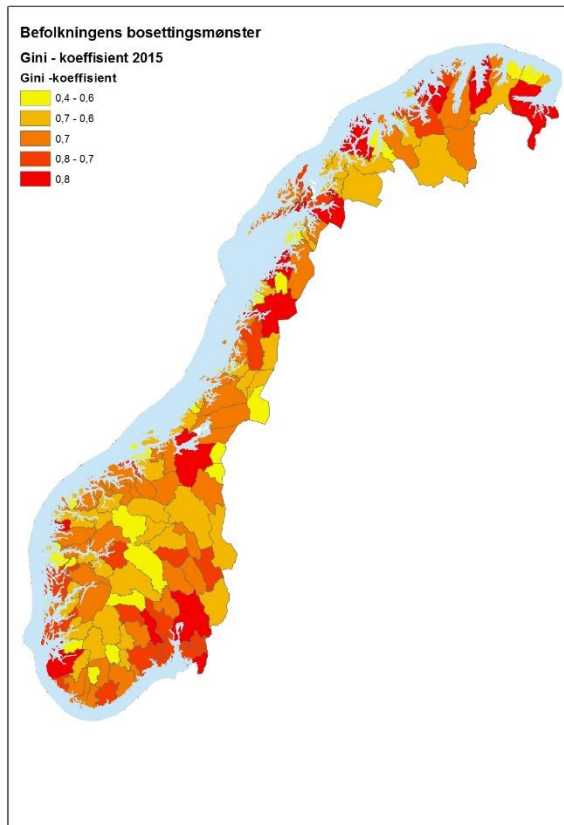 Befolkningens bosettingsmønster
Gini - koeffisient 2015
Gini -koeffisient
0,4 - 0,6
0,7 - 0,6
0,7
0,8 - 0,7
0,8